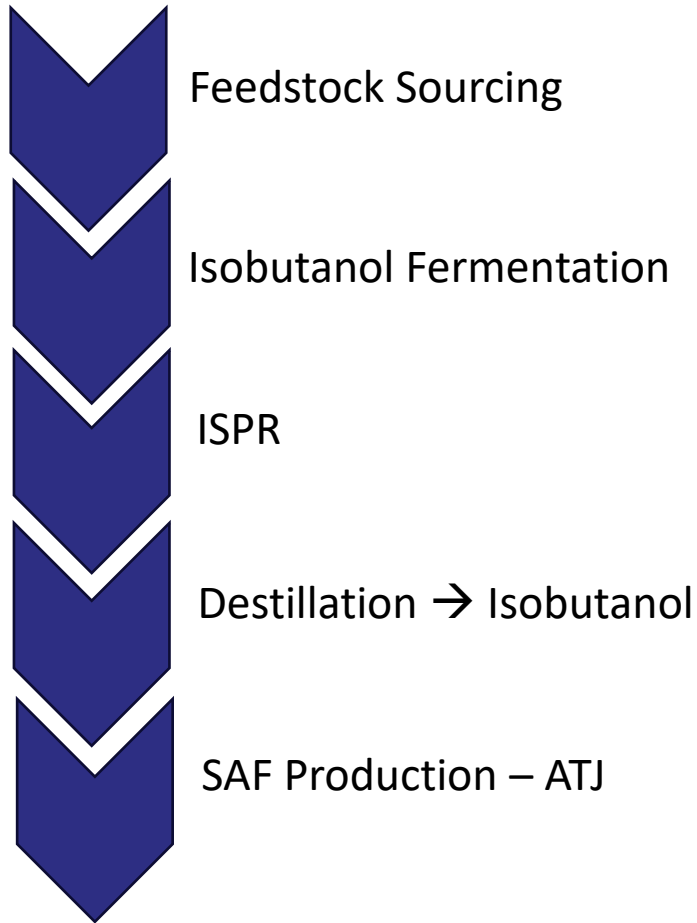 Feedstock Sourcing
Isobutanol Fermentation
ISPR
Destillation → Isobutanol
SAF Production – ATJ